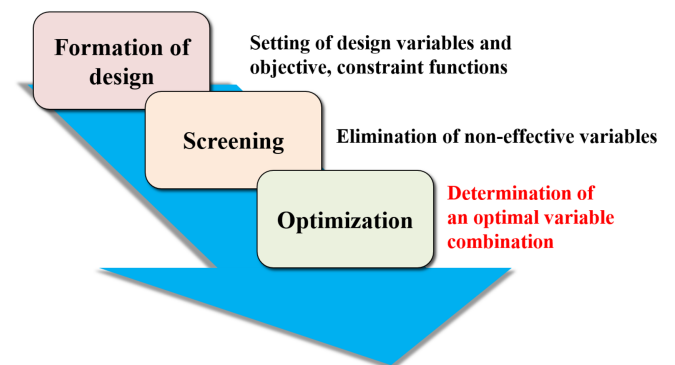 Formation of
design
Setting of design variables and
objective, constraint functions
Screening
Elimination of non-effective variables
Optimization
Determination of
an optimal variable
combination